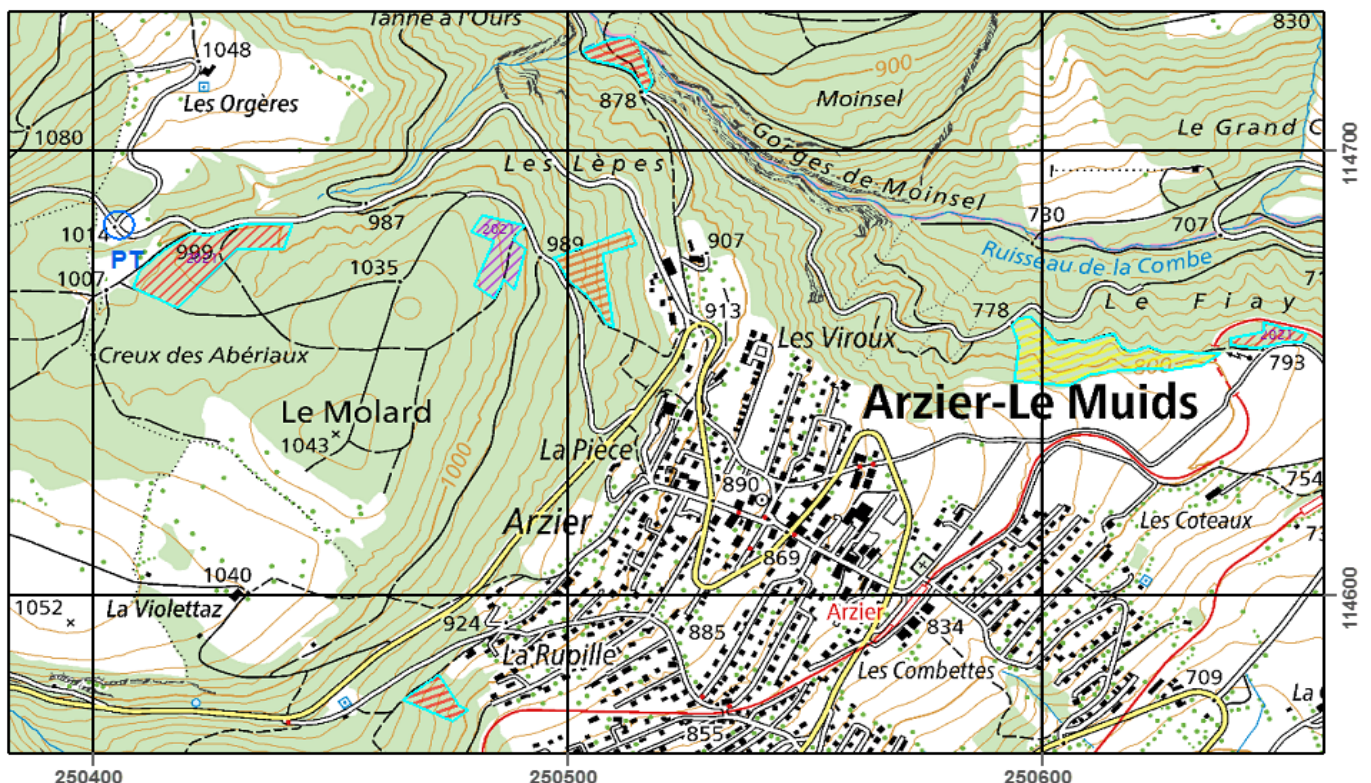 Tanne à l'Ours
830
1048
Les Orgères
900
878
Moinsel
1080
Le Grand C
114700
Les Lèpes
Gorges de Moinsel
987
730
707
1014
999
2021
989
907
PT
1035
Ruisseau de la Combe
1007
Le Fiay
778
913
Les Viroux
2021
793
800
Creux des Abériaux
Arzier-Le Muids
Le Molard
1043
La Pièce
1000
890
754
Arzier
Les Coteaux
869
1040
1052
La Violettaz
114600
924
Arzier
885
834
La Rupille
Les Combettes
709
La
855
250400
250500
250600